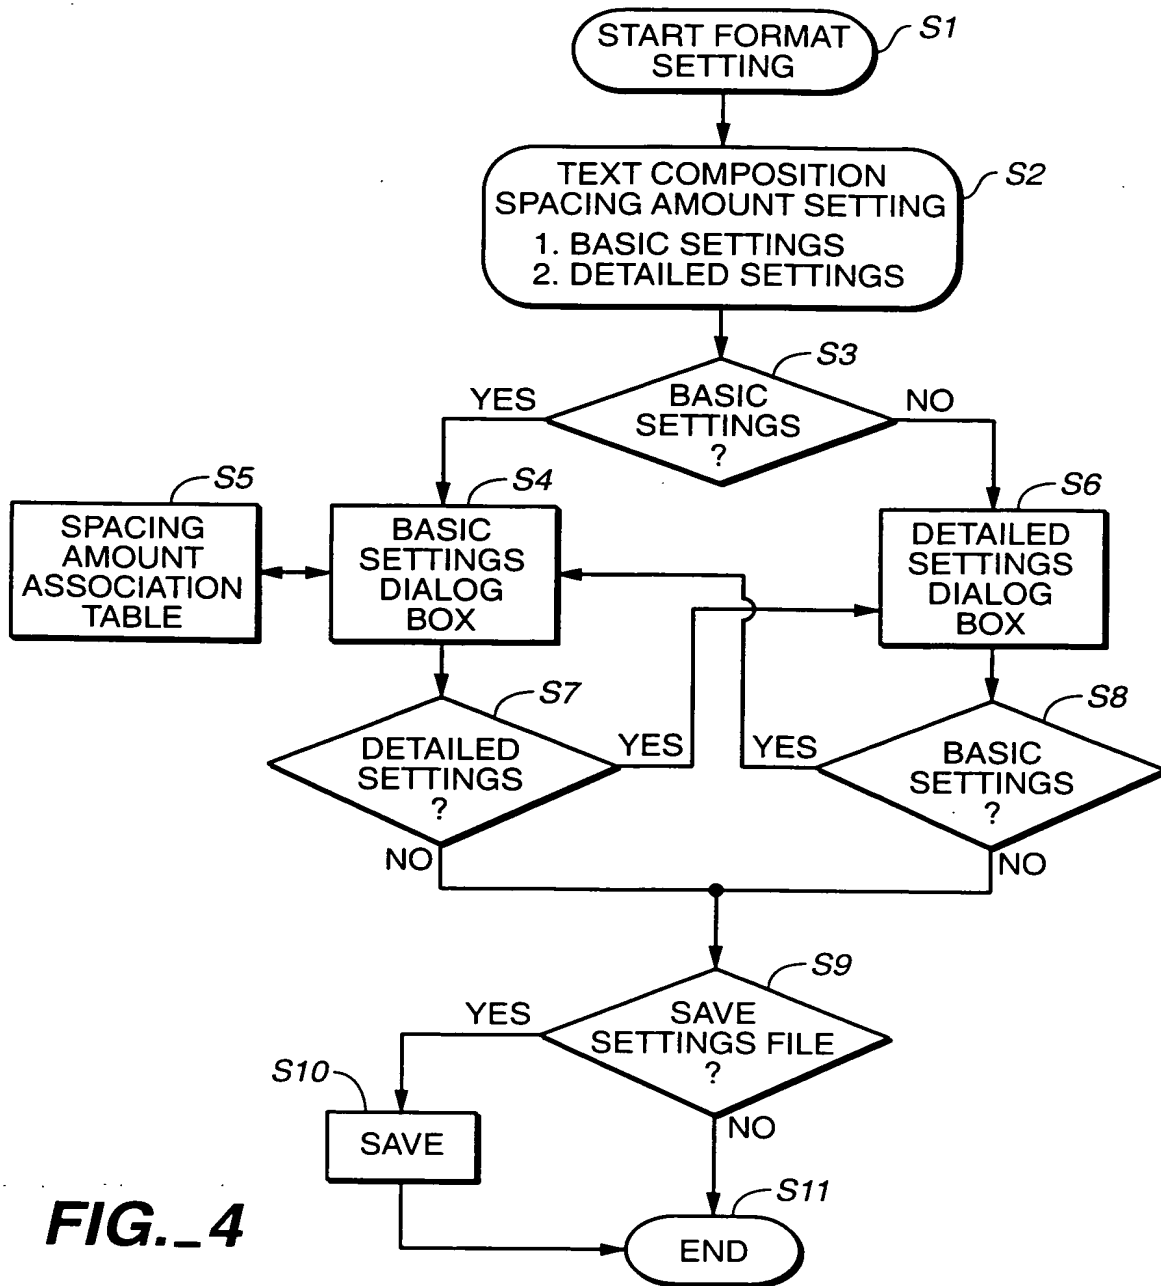 START FORMAT
SETTING
S1
TEXT COMPOSITION
SPACING AMOUNT SETTING
1. BASIC SETTINGS
2. DETAILED SETTINGS
S2
S3
BASIC
SETTINGS
?
YES
NO
S5
SPACING
AMOUNT
ASSOCIATION
TABLE
S4
BASIC
SETTINGS
DIALOG
BOX
S6
DETAILED
SETTINGS
DIALOG
BOX
S7
DETAILED
SETTINGS
?
YES
NO
S8
BASIC
SETTINGS
?
YES
NO
S9
SAVE
SETTINGS FILE
?
YES
NO
S10
SAVE
S11
END
FIG._4